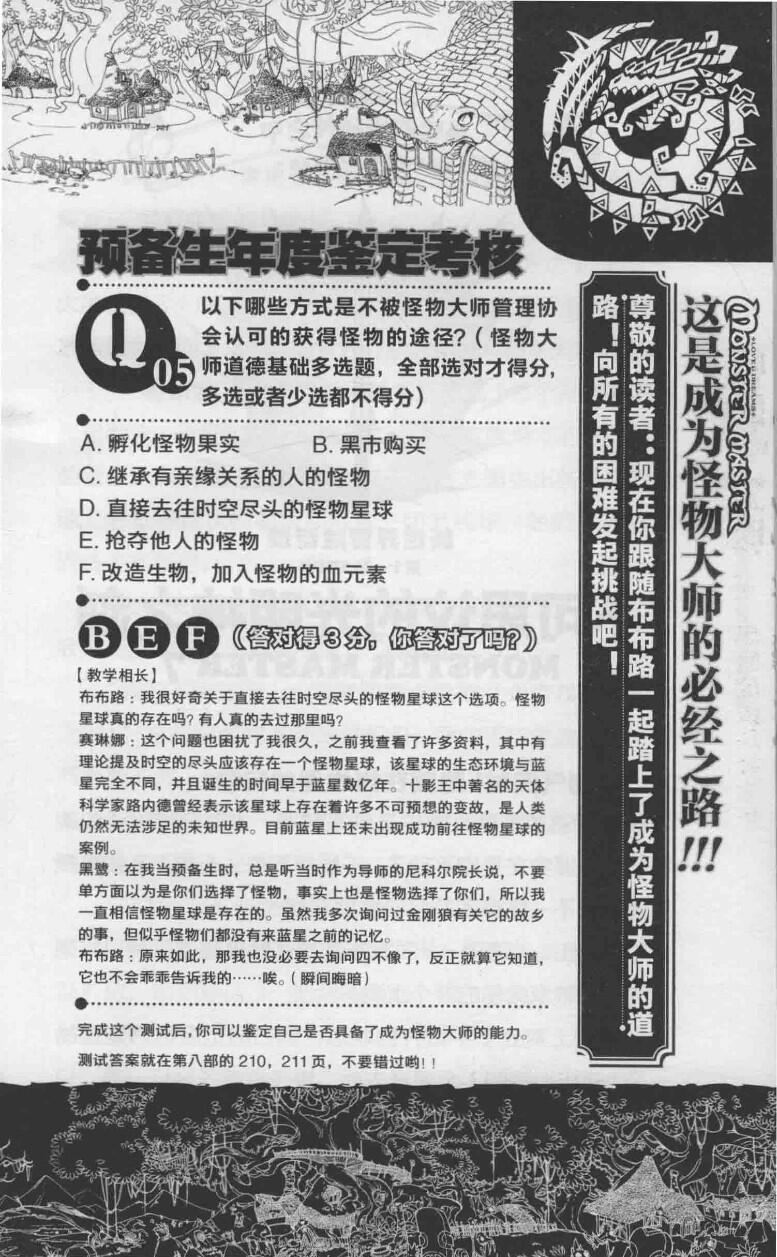 预备生年度鉴定考核
Q05
以下哪些方式是不被怪物大师管理协
会认可的获得怪物的途径?(怪物大
师道德基础多选题，全部选对才得分，
多选或者少选都不得分)
A. 孵化怪物果实 B. 黑市购买
C. 继承有亲缘关系的人的怪物
D. 直接去往时空尽头的怪物星球
E. 抢夺他人的怪物
F. 改造生物，加入怪物的血元素
B E F (答对得3分，你答对了吗?)
【教学相长】
布布路：我很好奇关于直接去往时空尽头的怪物星球这个选项。怪物
星球真的存在吗? 有人真的去过那里吗?
赛琳娜：这个问题也困扰了我很久，之前我查看了许多资料，其中有
理论提及时空的尽头应该存在一个怪物星球，该星球的生态环境与蓝
星完全不同，并且诞生的时间早于蓝星数亿年。十影王中著名的天体
科学家路内德曾经表示该星球上存在着许多不可预想的变故，是人类
仍然无法涉足的未知世界。目前蓝星上还未出现成功前往怪物星球的
案例。
黑鹭：在我当预备生时，总是听当时作为导师的尼科尔院长说，不要
单方面以为是你们选择了怪物，事实上也是怪物选择了你们，所以我
一直相信怪物星球是存在的。虽然我多次询问过金刚狼有关它的故乡
的事，但似乎怪物们都没有来蓝星之前的记忆。
布布路：原来如此，那我也没必要去询问四不像了，反正就算它知道，
它也不会乖乖告诉我的……唉。(瞬间晦暗)
完成这个测试后，你可以鉴定自己是否具备了成为怪物大师的能力。
测试答案就在第八部的 210，211 页，不要错过哟! !
MONSTER MASTER
这是成为怪物大师的必经之路!!!
尊敬的读者：现在你跟随布布路一起踏上了成为怪物大师的道
路! 向所有的困难发起挑战吧!